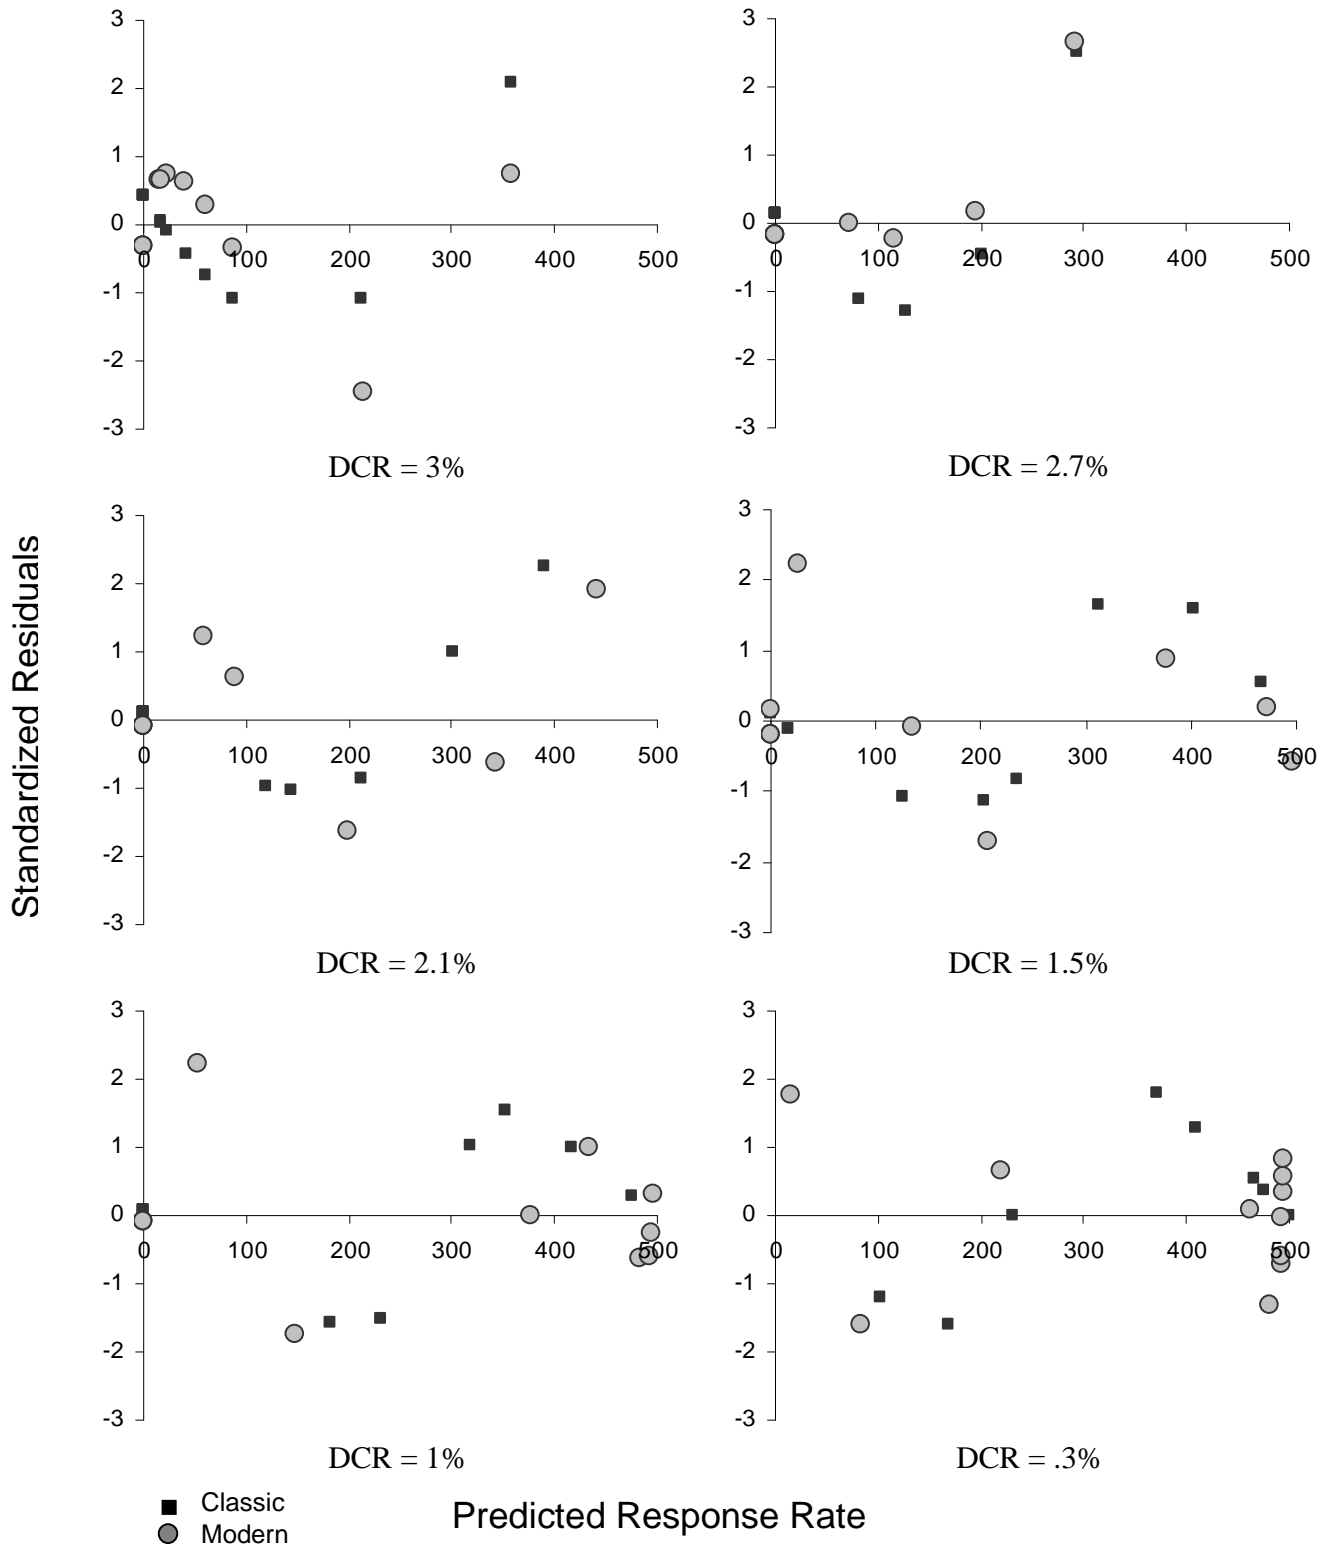 3
2
1
0
-1
-2
-3
0 100 200 300 400 500
DCR = 3%
3
2
1
0
-1
-2
-3
0 100 200 300 400 500
DCR = 2.7%
Standardized Residuals
3
2
1
0
-1
-2
-3
0 100 200 300 400 500
DCR = 2.1%
3
2
1
0
-1
-2
-3
0 100 200 300 400 500
DCR = 1.5%
3
2
1
0
-1
-2
-3
0 100 200 300 400 500
DCR = 1%
3
2
1
0
-1
-2
-3
0 100 200 300 400 500
DCR = .3%
Classic
Modern
Predicted Response Rate